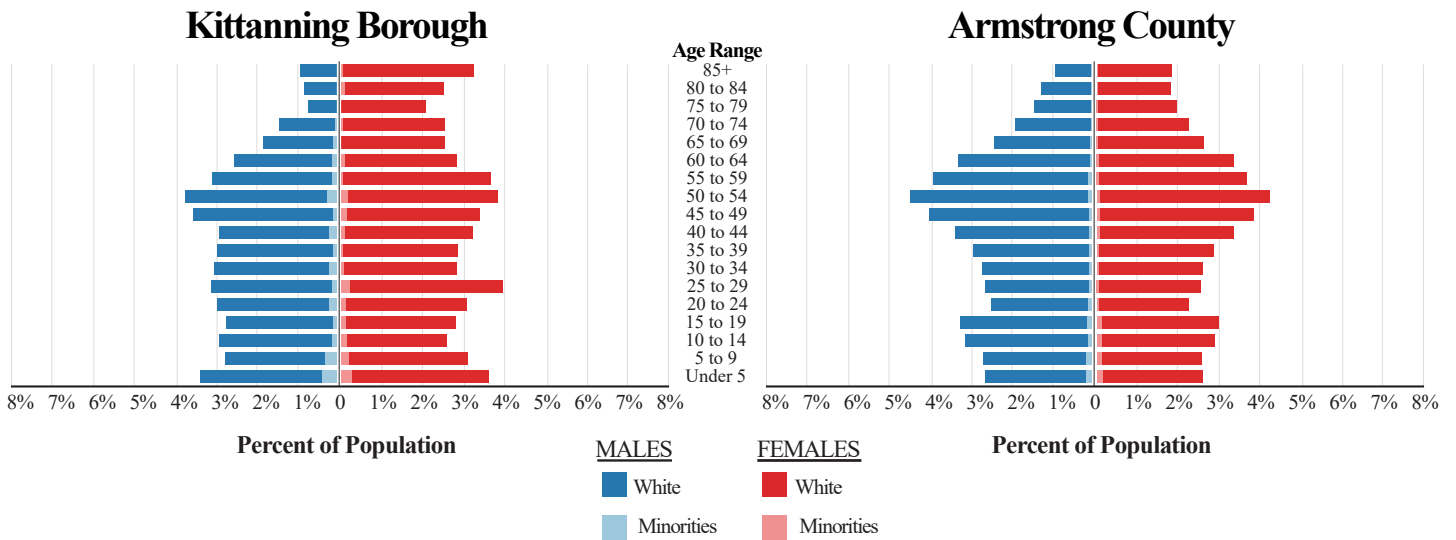 Kittanning Borough
Armstrong County
Age Range
85+
80 to 84
75 to 79
70 to 74
65 to 69
60 to 64
55 to 59
50 to 54
45 to 49
40 to 44
35 to 39
30 to 34
25 to 29
20 to 24
15 to 19
10 to 14
5 to 9
Under 5
8% 7% 6% 5% 4% 3% 2% 1% 0 1% 2% 3% 4% 5% 6% 7% 8%
8% 7% 6% 5% 4% 3% 2% 1% 0 1% 2% 3% 4% 5% 6% 7% 8%
Percent of Population
Percent of Population
MALES
White
Minorities
FEMALES
White
Minorities